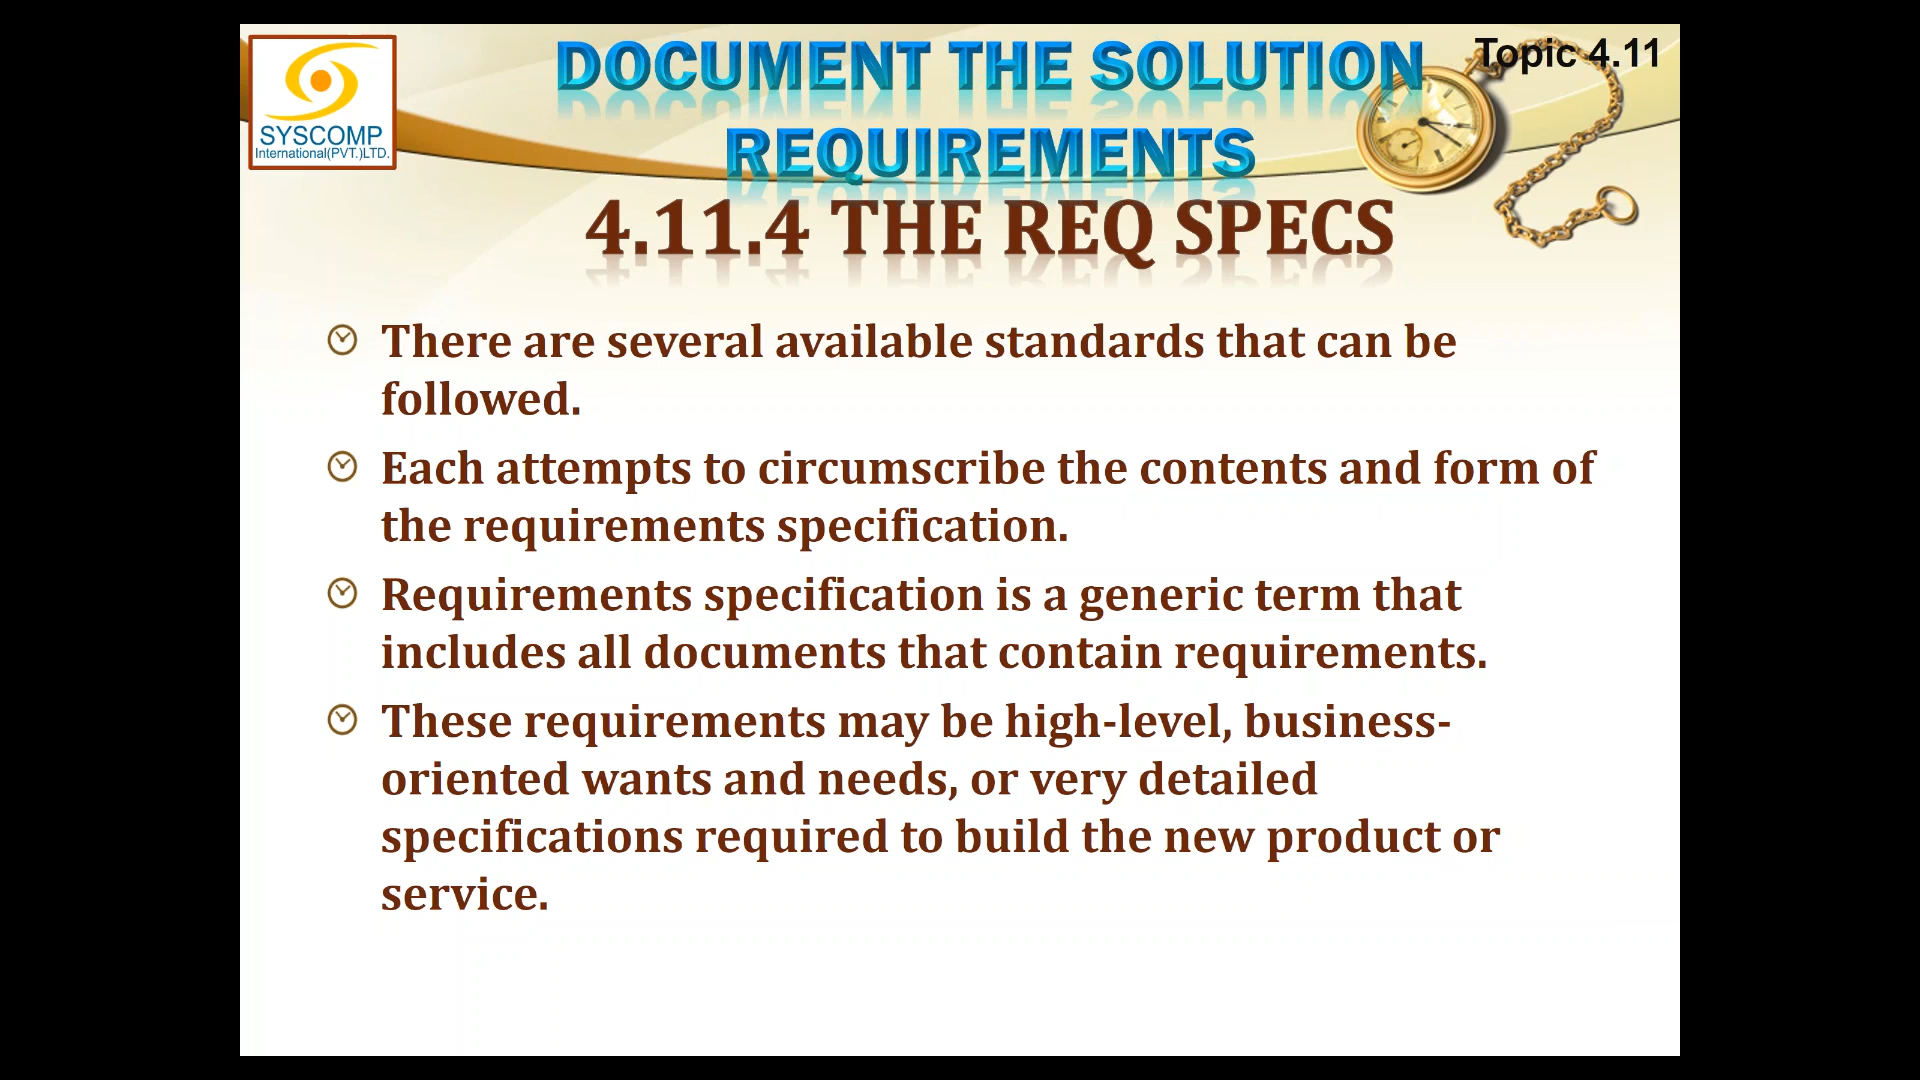 SYSCOMP
International(PVT.)LTD.
DOCUMENT THE SOLUTION
REQUIREMENTS
Topic 4.11
4.11.4 THE REQ SPECS
There are several available standards that can be
followed.
Each attempts to circumscribe the contents and form of
the requirements specification.
Requirements specification is a generic term that
includes all documents that contain requirements.
These requirements may be high-level, business-
oriented wants and needs, or very detailed
specifications required to build the new product or
service.